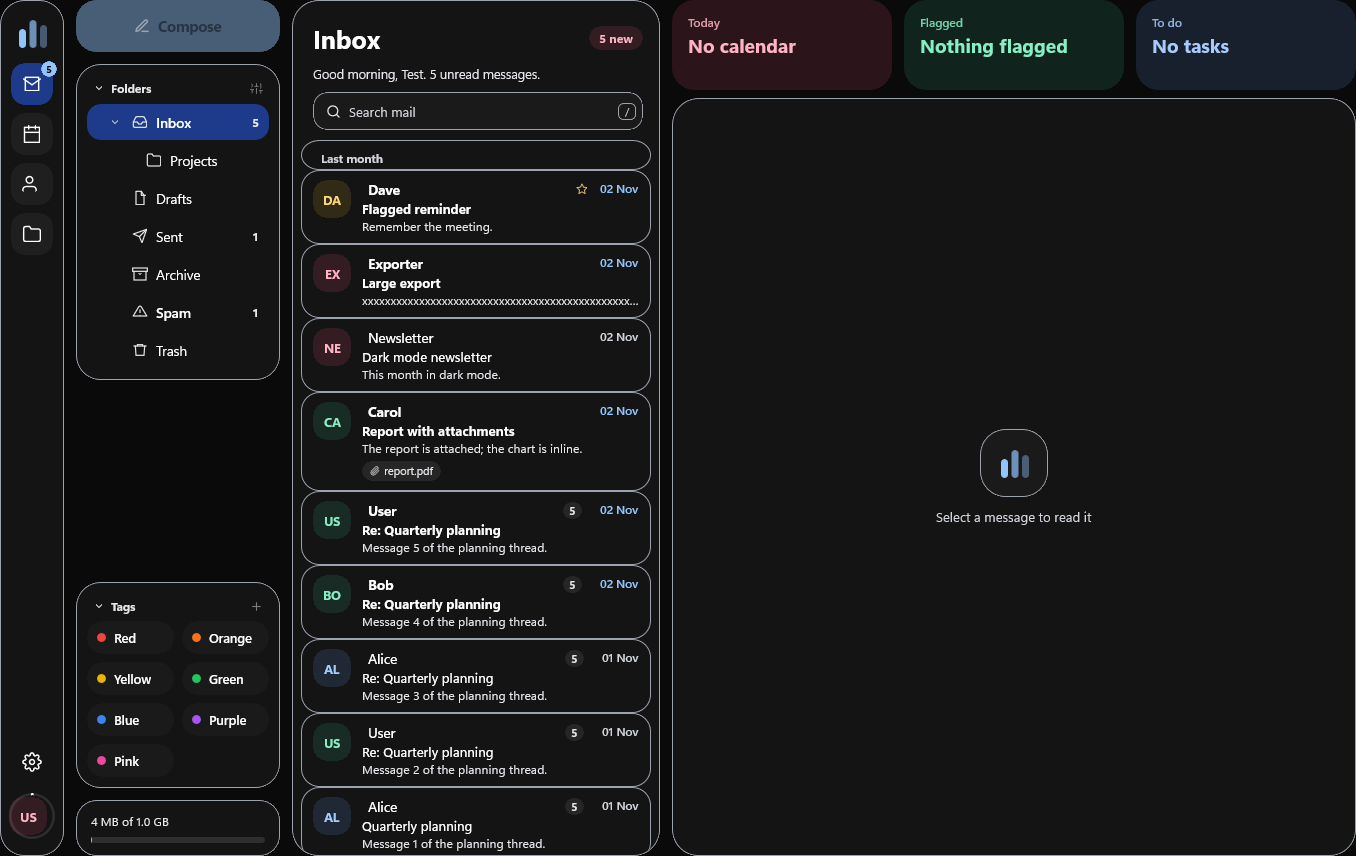 5
US
Compose
Folders
Inbox 5
Projects
Drafts
Sent 1
Archive
Spam 1
Trash
Tags
Red
Orange
Yellow
Green
Blue
Purple
Pink
4 MB of 1.0 GB
Inbox
5 new
Good morning, Test. 5 unread messages.
Search mail /
Last month
DA
Dave 02 Nov
Flagged reminder
Remember the meeting.
EX
Exporter 02 Nov
Large export
NE
Newsletter 02 Nov
Dark mode newsletter
This month in dark mode.
CA
Carol 02 Nov
Report with attachments
The report is attached; the chart is inline.
report.pdf
US
User 5 02 Nov
Re: Quarterly planning
Message 5 of the planning thread.
BO
Bob 5 02 Nov
Re: Quarterly planning
Message 4 of the planning thread.
AL
Alice 5 01 Nov
Re: Quarterly planning
Message 3 of the planning thread.
US
User 5 01 Nov
Re: Quarterly planning
Message 2 of the planning thread.
AL
Alice 5 01 Nov
Quarterly planning
Message 1 of the planning thread.
Today
No calendar
Flagged
Nothing flagged
To do
No tasks
Select a message to read it